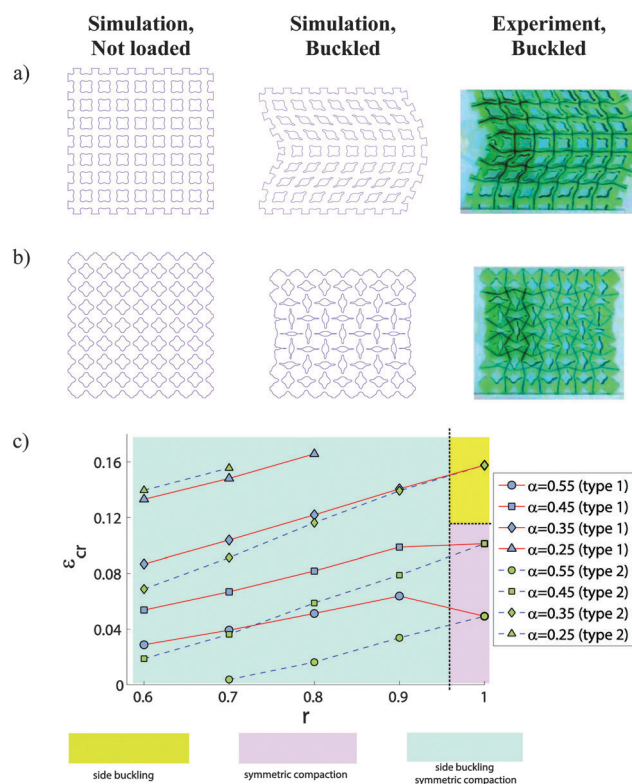 Simulation,
Not loaded
Simulation,
Buckled
Experiment,
Buckled
a)
b)
c)
εcr
0.16
0.12
0.08
0.04
0
0.6 0.7 0.8 0.9 1
r
α=0.55 (type 1)
α=0.45 (type 1)
α=0.35 (type 1)
α=0.25 (type 1)
α=0.55 (type 2)
α=0.45 (type 2)
α=0.35 (type 2)
α=0.25 (type 2)
side buckling
symmetric compaction
side buckling
symmetric compaction